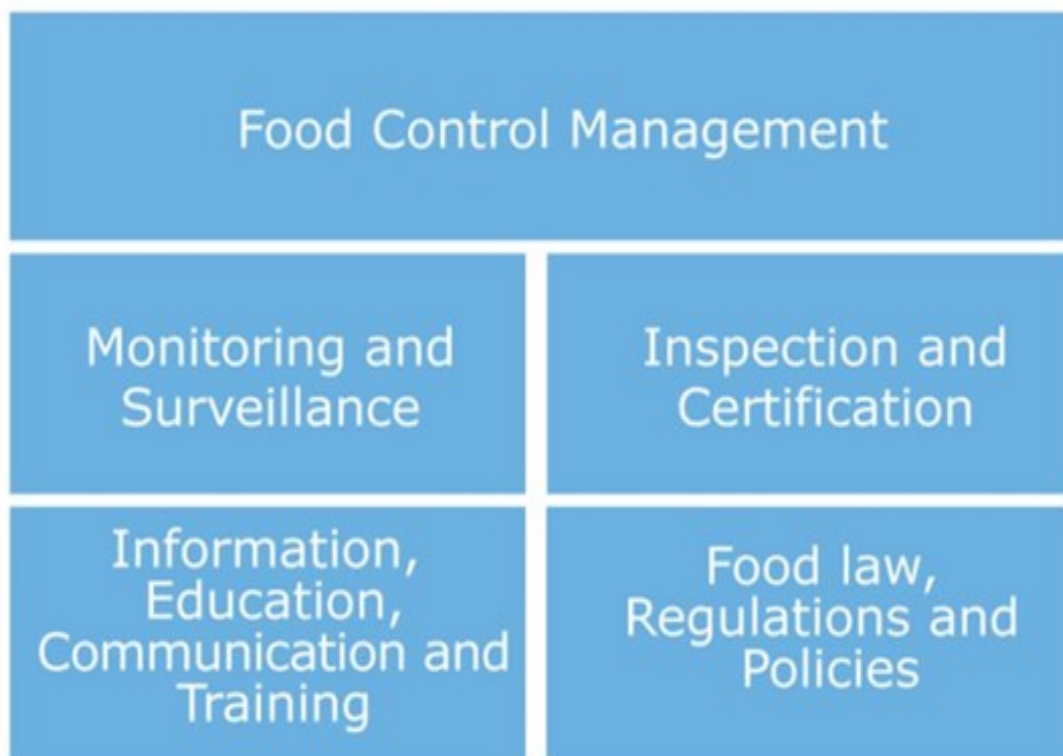 Food Control Management
Monitoring and
Surveillance
Inspection and
Certification
Information,
Education,
Communication and
Training
Food law,
Regulations and
Policies